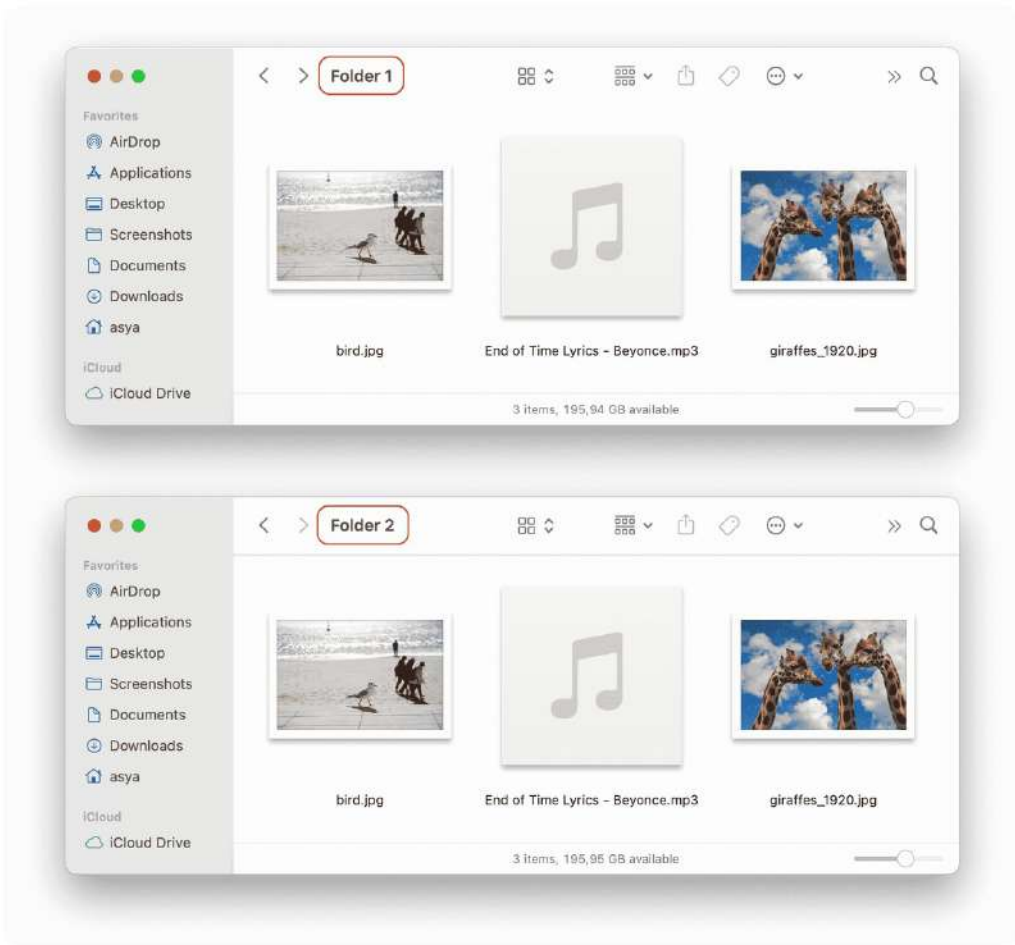 Folder 1
Favorites
AirDrop
Applications
Desktop
Screenshots
Documents
Downloads
asya
iCloud
iCloud Drive
bird.jpg
End of Time Lyrics - Beyonce.mp3
giraffes_1920.jpg
3 items, 195,94 GB available
Folder 2
Favorites
AirDrop
Applications
Desktop
Screenshots
Documents
Downloads
asya
iCloud
iCloud Drive
bird.jpg
End of Time Lyrics - Beyonce.mp3
giraffes_1920.jpg
3 items, 195,95 GB available